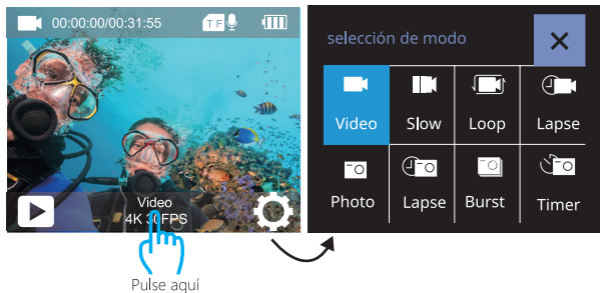 00:00:00/00:31:55
TF
Video
4K 30FPS
Pulse aquí
selección de modo
Video
Slow
Loop
Lapse
Photo
Lapse
Burst
Timer